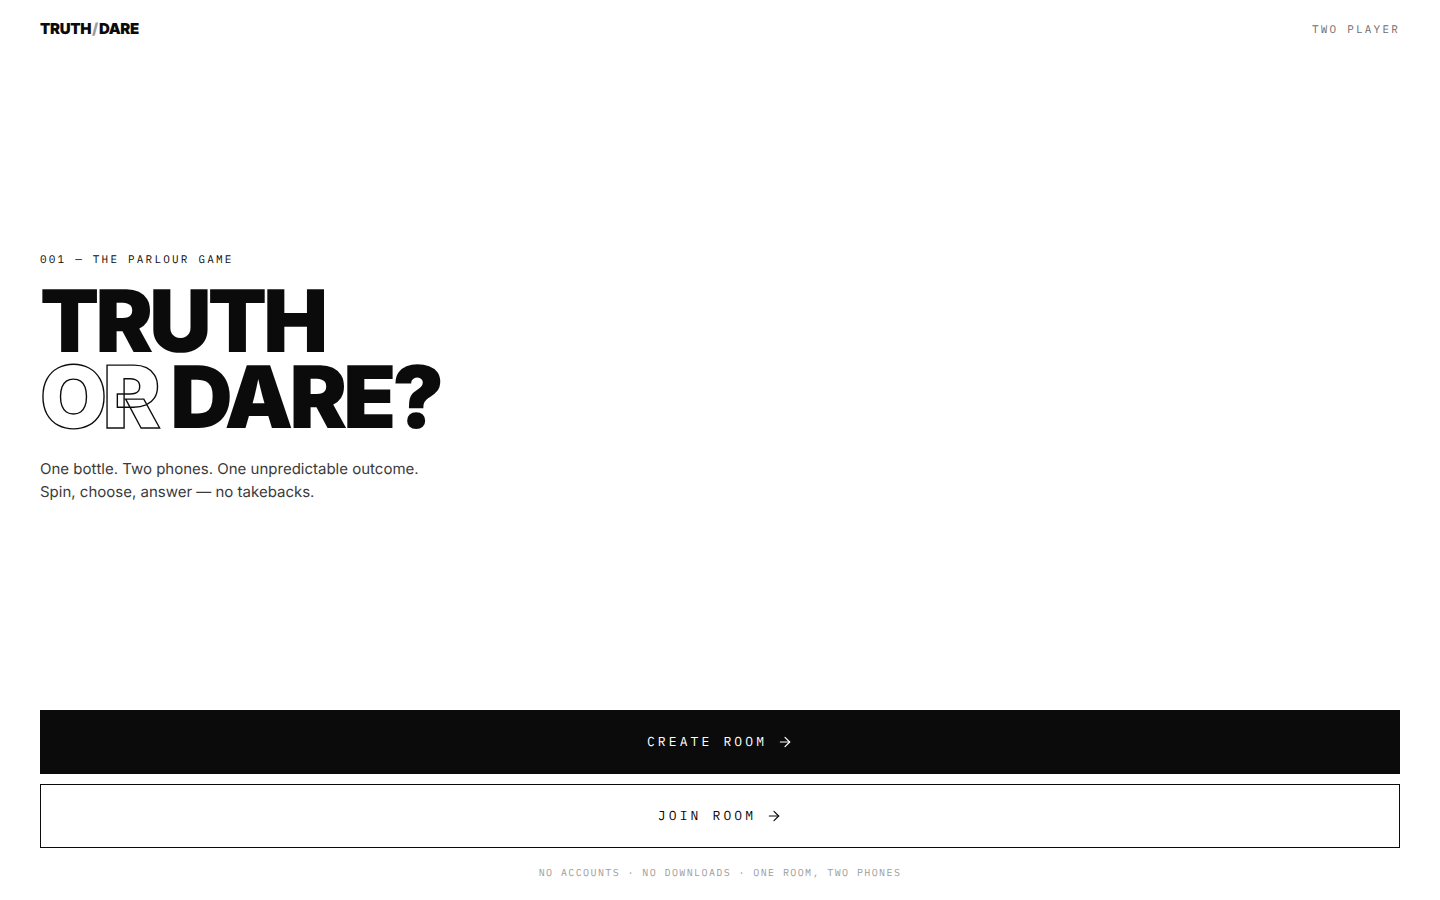 TRUTH/DARE
TWO PLAYER
001 — THE PARLOUR GAME
TRUTH
OR DARE?
One bottle. Two phones. One unpredictable outcome.
Spin, choose, answer — no takebacks.
CREATE ROOM →
JOIN ROOM →
NO ACCOUNTS · NO DOWNLOADS · ONE ROOM, TWO PHONES